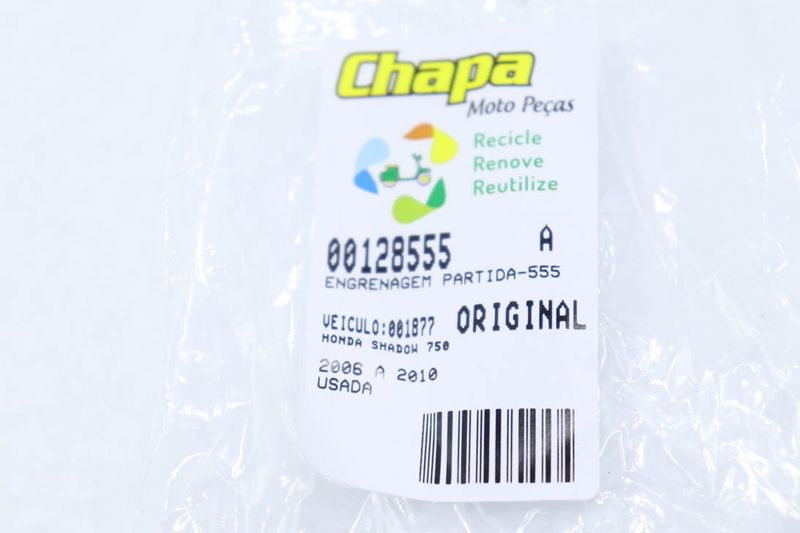 Chapa
Moto Peças
Recicle
Renove
Reutilize
00128555 A
ENGRENAGEM PARTIDA-555
VEICULO:001877 ORIGINAL
HONDA SHADOW 750
2006 A 2010
USADA